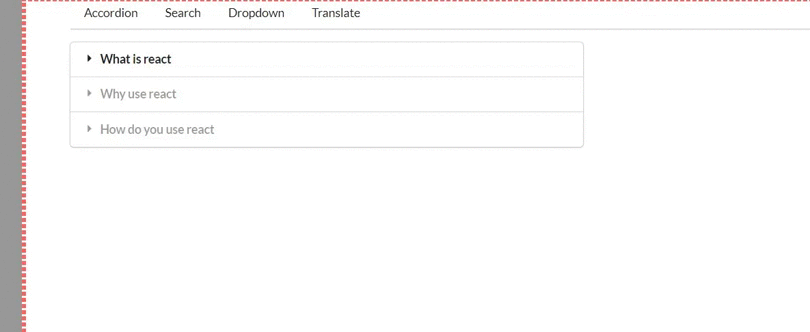 Accordion Search Dropdown Translate
What is react
Why use react
How do you use react